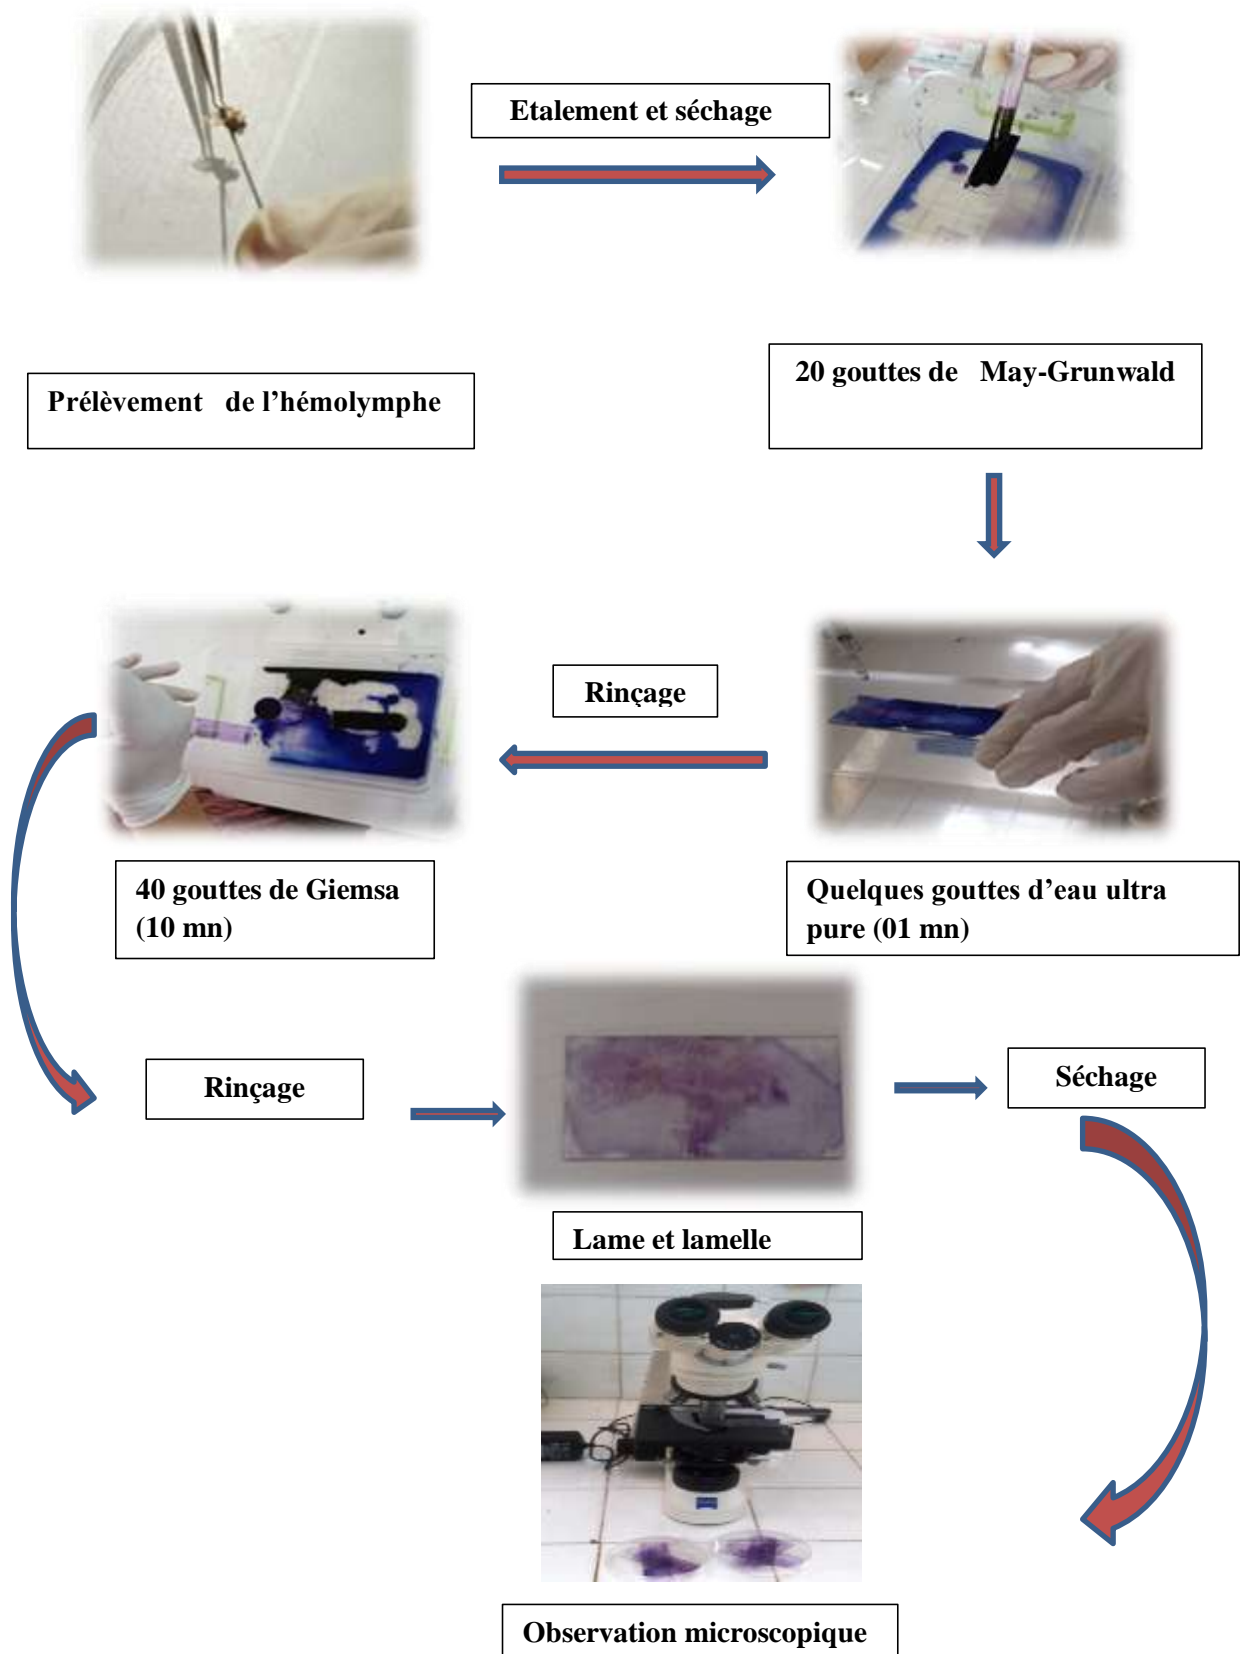 Etalement et séchage
Prélèvement de l'hémolymphe
20 gouttes de May-Grunwald
Rinçage
40 gouttes de Giemsa
(10 mn)
Quelques gouttes d'eau ultra
pure (01 mn)
Rinçage
Séchage
Lame et lamelle
Observation microscopique